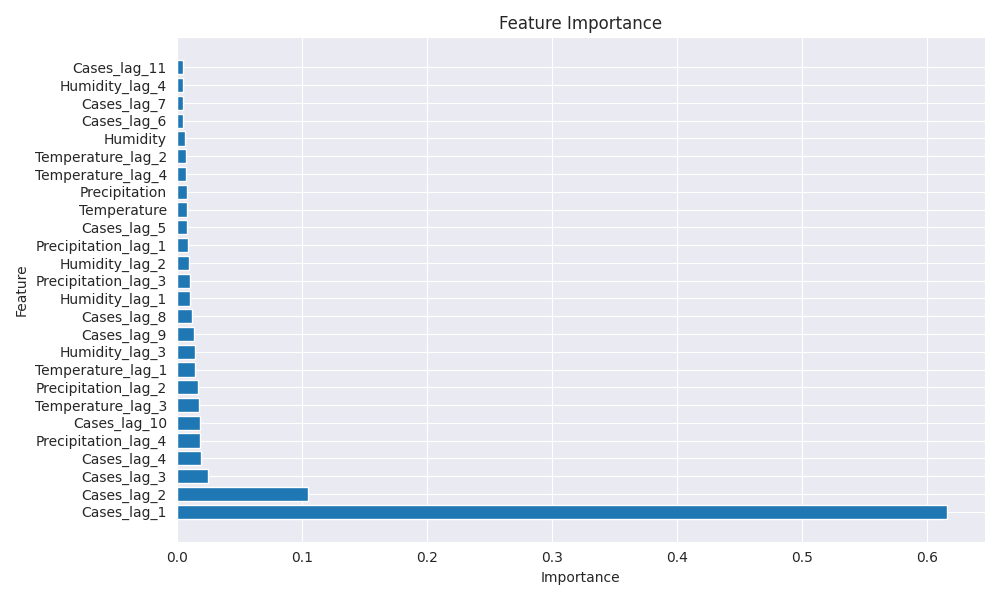 Feature Importance
Cases_lag_11
Humidity_lag_4
Cases_lag_7
Cases_lag_6
Humidity
Temperature_lag_2
Temperature_lag_4
Precipitation
Temperature
Cases_lag_5
Precipitation_lag_1
Humidity_lag_2
Precipitation_lag_3
Humidity_lag_1
Cases_lag_8
Cases_lag_9
Humidity_lag_3
Temperature_lag_1
Precipitation_lag_2
Temperature_lag_3
Cases_lag_10
Precipitation_lag_4
Cases_lag_4
Cases_lag_3
Cases_lag_2
Cases_lag_1
Feature
0.0 0.1 0.2 0.3 0.4 0.5 0.6
Importance